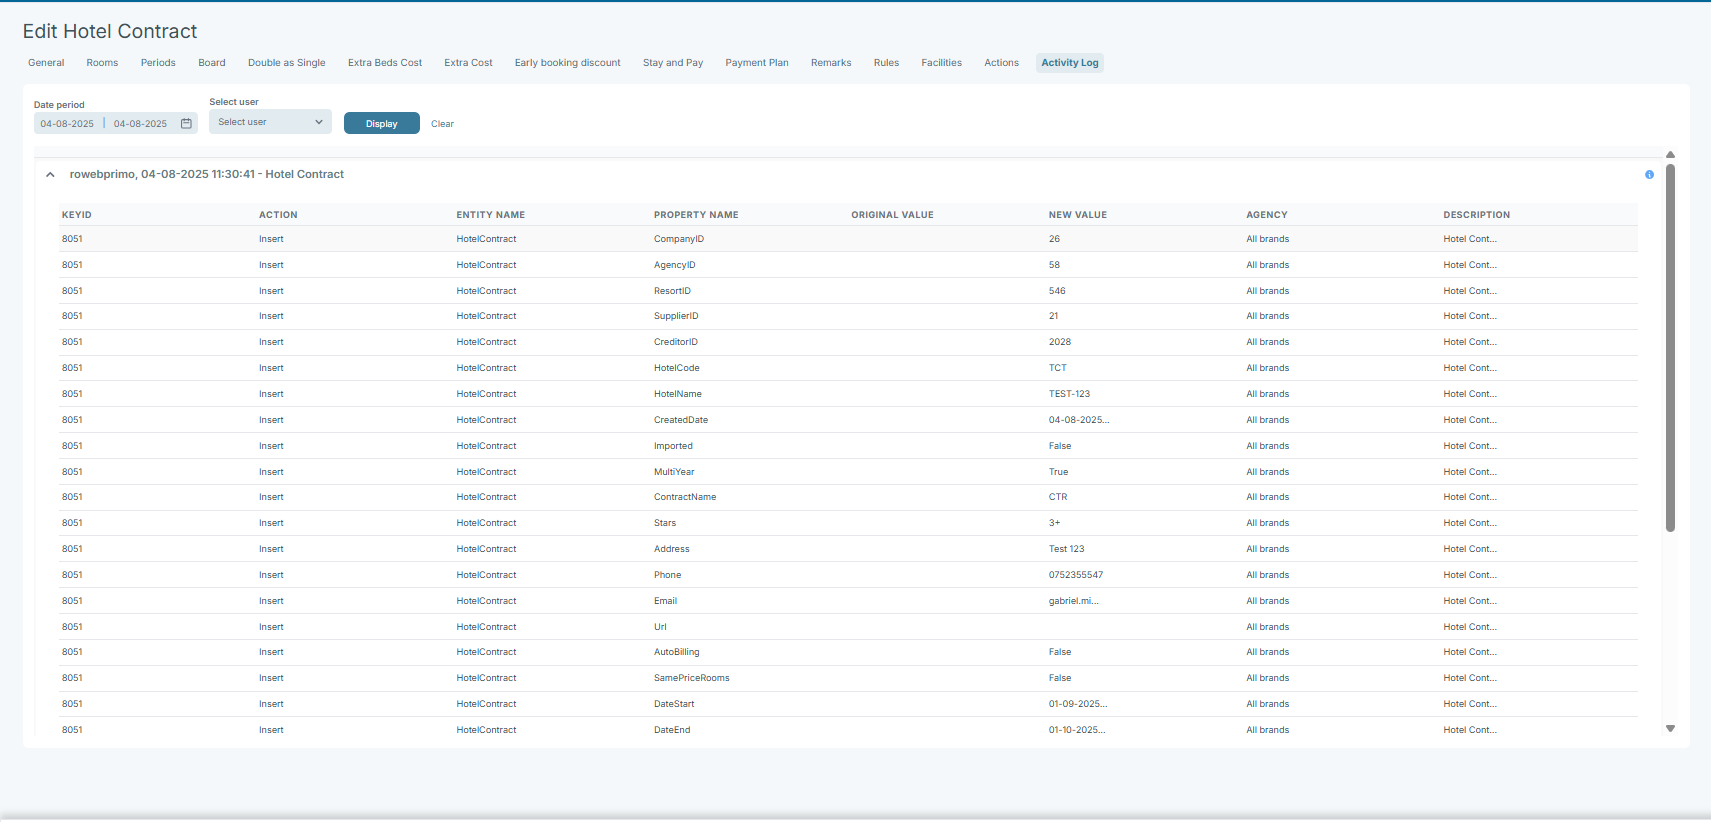 Edit Hotel Contract
General Rooms Periods Board Double as Single Extra Beds Cost Extra Cost Early booking discount Stay and Pay Payment Plan Remarks Rules Facilities Actions Activity Log
Date period Select user
04-08-2025 04-08-2025 Select user Display Clear
rowebprimo, 04-08-2025 11:30:41 - Hotel Contract
KEYID ACTION ENTITY NAME PROPERTY NAME ORIGINAL VALUE NEW VALUE AGENCY DESCRIPTION
8051 Insert HotelContract CompanyID 26 All brands Hotel Cont...
8051 Insert HotelContract AgencyID 58 All brands Hotel Cont...
8051 Insert HotelContract ResortID 546 All brands Hotel Cont...
8051 Insert HotelContract SupplierID 21 All brands Hotel Cont...
8051 Insert HotelContract CreditorID 2028 All brands Hotel Cont...
8051 Insert HotelContract HotelCode TCT All brands Hotel Cont...
8051 Insert HotelContract HotelName TEST-123 All brands Hotel Cont...
8051 Insert HotelContract CreatedDate 04-08-2025... All brands Hotel Cont...
8051 Insert HotelContract Imported False All brands Hotel Cont...
8051 Insert HotelContract MultiYear True All brands Hotel Cont...
8051 Insert HotelContract ContractName CTR All brands Hotel Cont...
8051 Insert HotelContract Stars 3+ All brands Hotel Cont...
8051 Insert HotelContract Address Test 123 All brands Hotel Cont...
8051 Insert HotelContract Phone 0752355547 All brands Hotel Cont...
8051 Insert HotelContract Email gabriel.mi... All brands Hotel Cont...
8051 Insert HotelContract Url All brands Hotel Cont...
8051 Insert HotelContract AutoBilling False All brands Hotel Cont...
8051 Insert HotelContract SamePriceRooms False All brands Hotel Cont...
8051 Insert HotelContract DateStart 01-09-2025... All brands Hotel Cont...
8051 Insert HotelContract DateEnd 01-10-2025... All brands Hotel Cont...